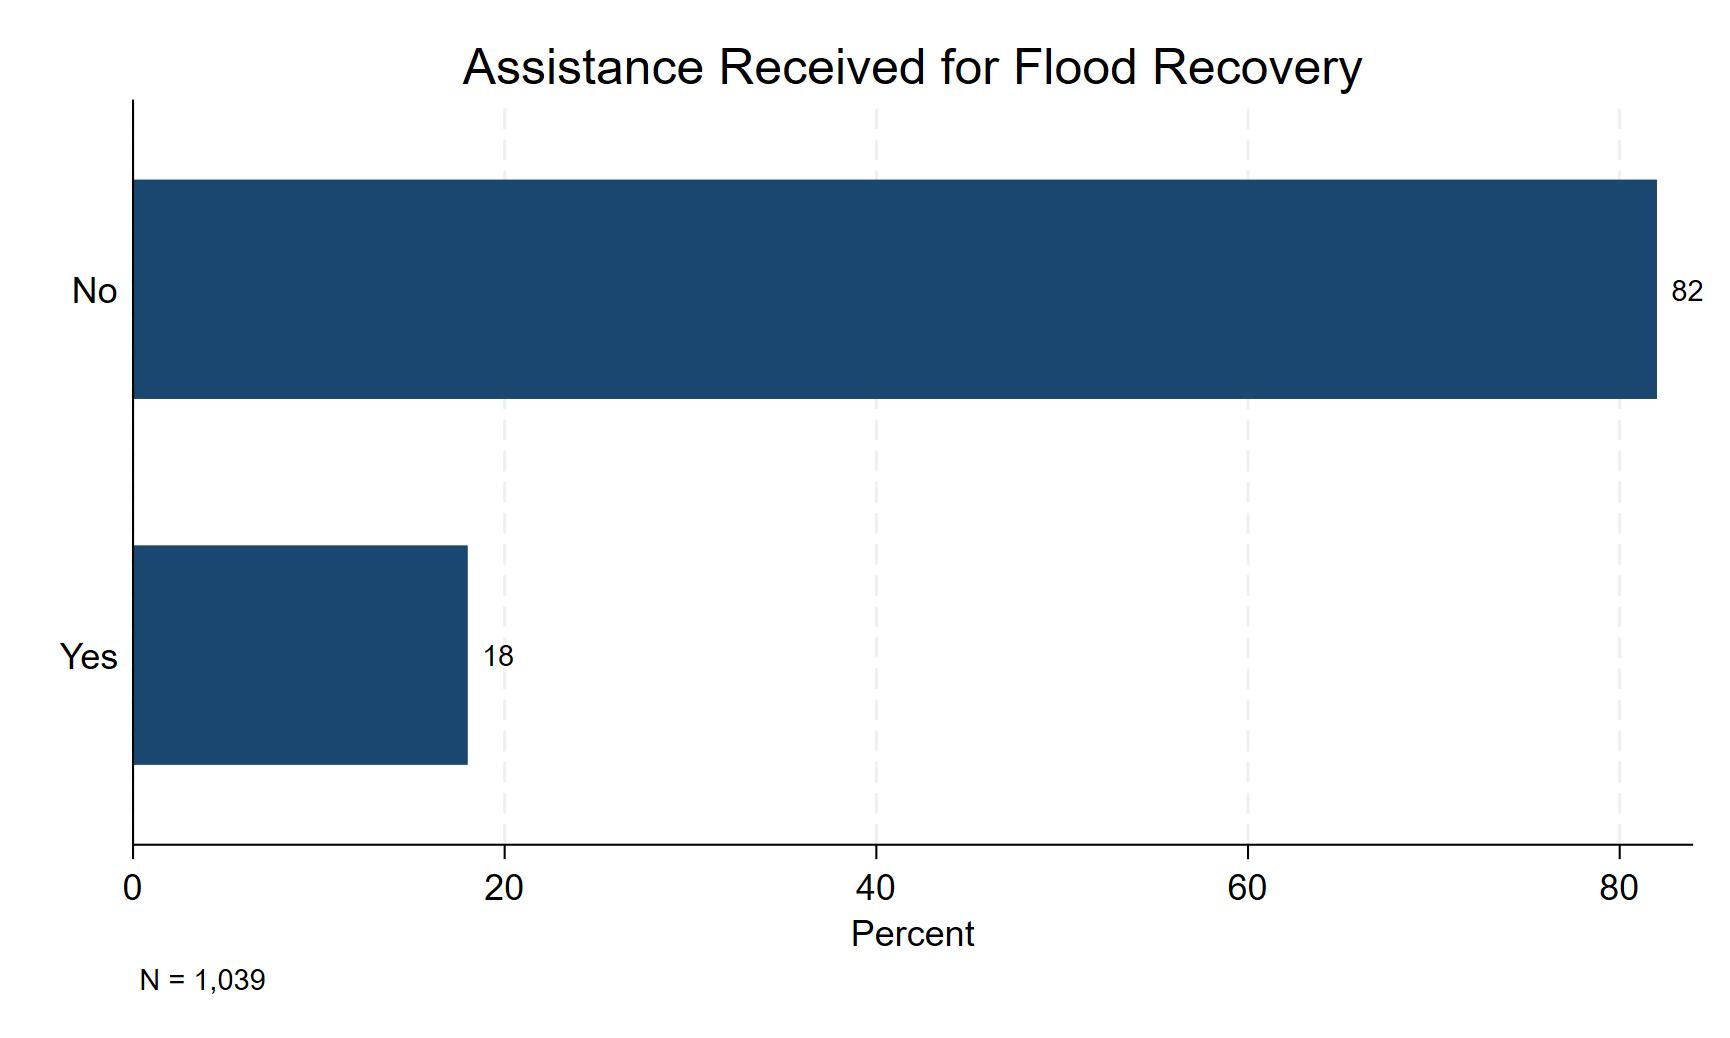 Assistance Received for Flood Recovery
No
82
Yes
18
0 20 40 60 80
Percent
N = 1,039